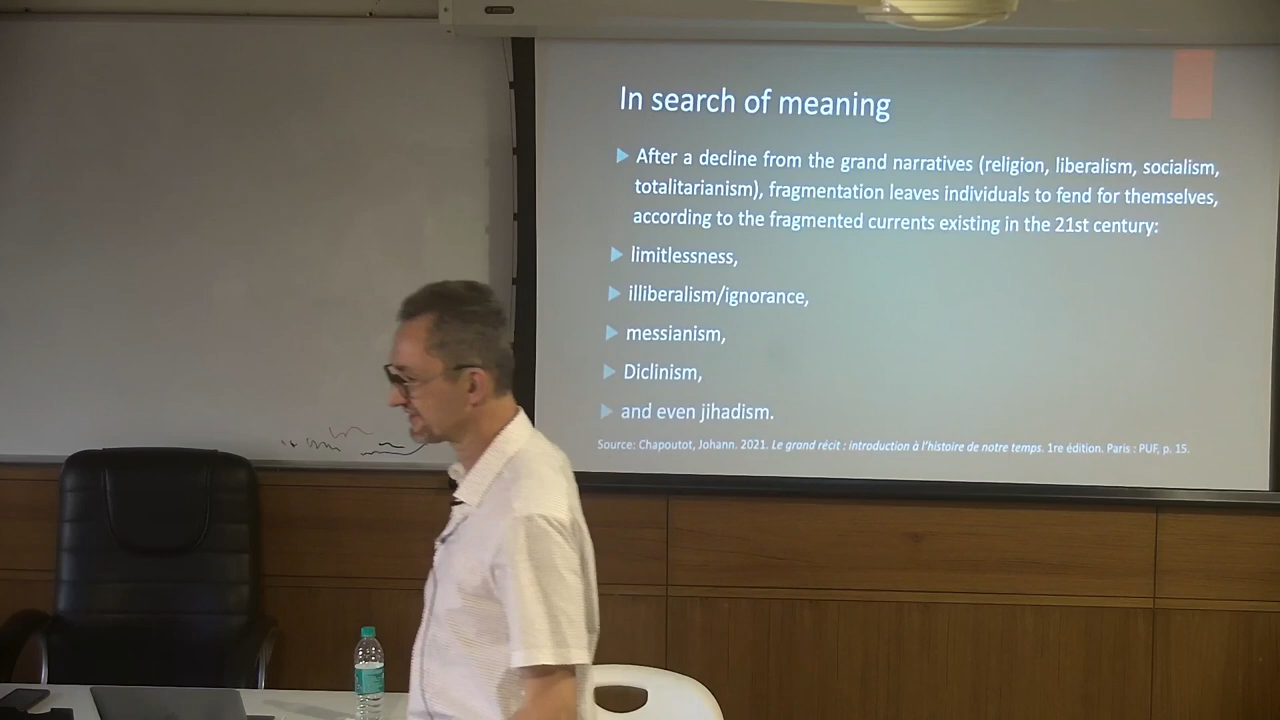 In search of meaning
After a decline from the grand narratives (religion, liberalism, socialism,
totalitarianism), fragmentation leaves individuals to fend for themselves,
according to the fragmented currents existing in the 21st century:
limitlessness,
illiberalism/ignorance,
messianism,
Diclinism,
and even jihadism.
Source: Chapoutot, Johann. 2021. Le grand récit : introduction à l'histoire de notre temps. 1re édition. Paris : PUF, p. 15.